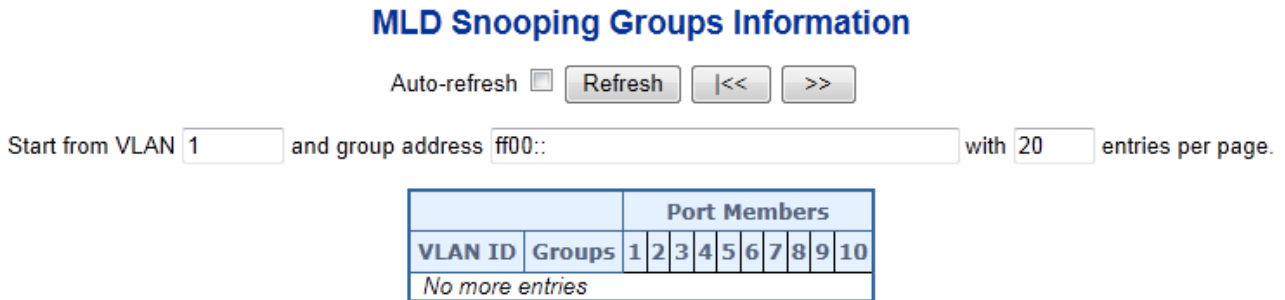 MLD Snooping Groups Information
Auto-refresh Refresh |<< >>
Start from VLAN 1 and group address ff00:: with 20 entries per page.
Port Members
VLAN ID Groups 1 2 3 4 5 6 7 8 9 10
No more entries